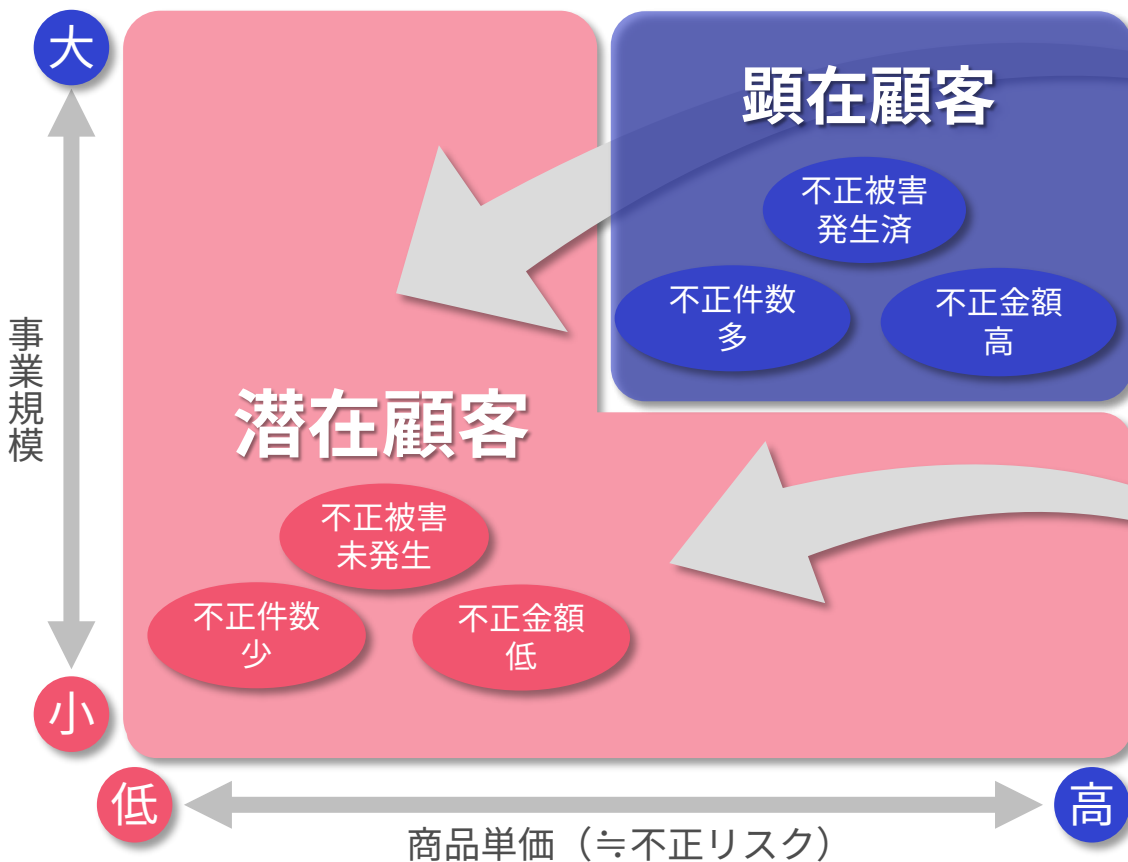 大
顕在顧客
不正被害
発生済
不正件数
多
不正金額
高
事業規模
潜在顧客
不正被害
未発生
不正件数
少
不正金額
低
小
低
高
商品単価（≒不正リスク）